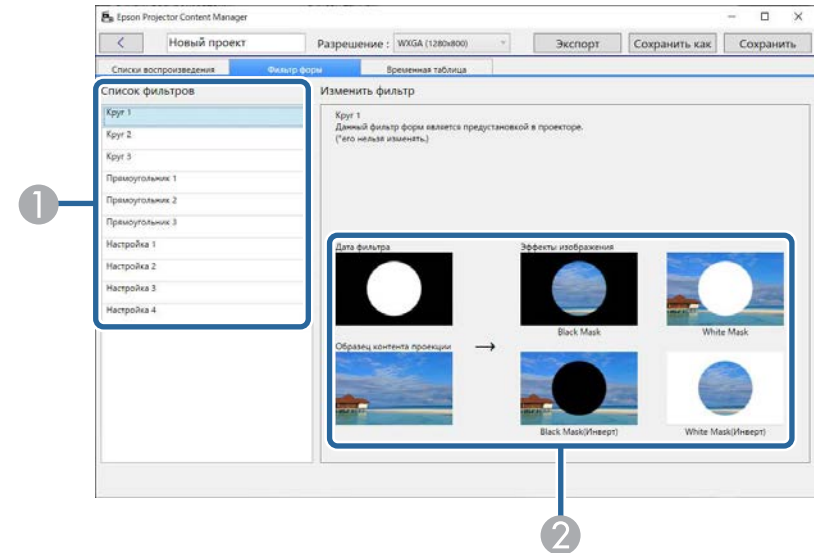 Epson Projector Content Manager
Новый проект
Разрешение : WXGA (1280x800)
Экспорт
Сохранить как
Сохранить
Списки воспроизведения
Фильтр форм
Временная таблица
Список фильтров
Круг 1
Круг 2
Круг 3
Прямоугольник 1
Прямоугольник 2
Прямоугольник 3
Настройка 1
Настройка 2
Настройка 3
Настройка 4
Изменить фильтр
Круг 1
Данный фильтр форм является предустановкой в проекторе.
(*его нельзя изменять.)
Дата фильтра
Эффекты изображения
Black Mask
White Mask
Образец контента проекции
→
Black Mask(Инверт)
White Mask(Инверт)
1
2